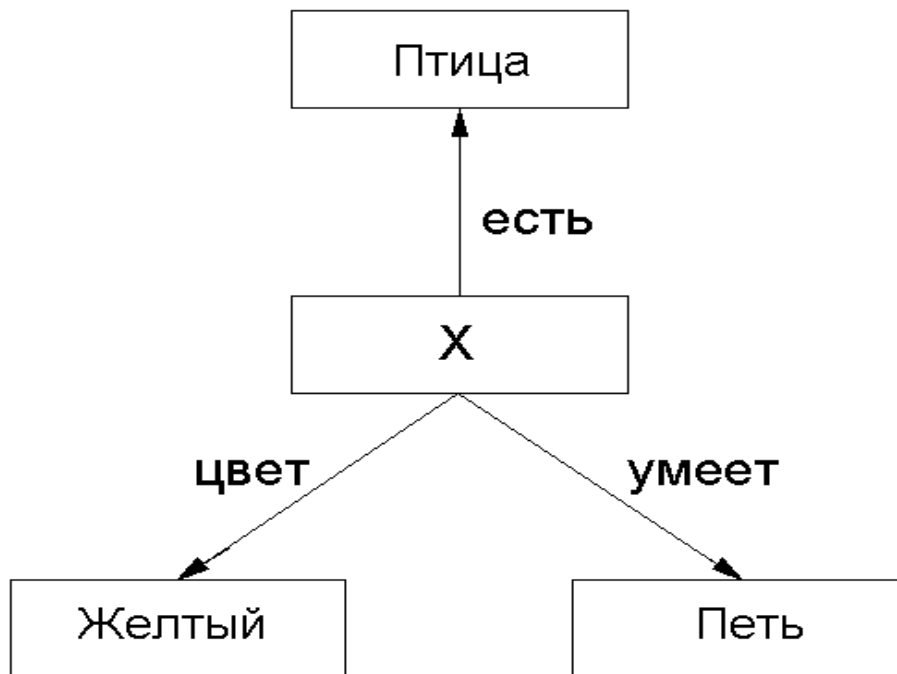 Птица
есть
X
цвет
умеет
Желтый
Петь